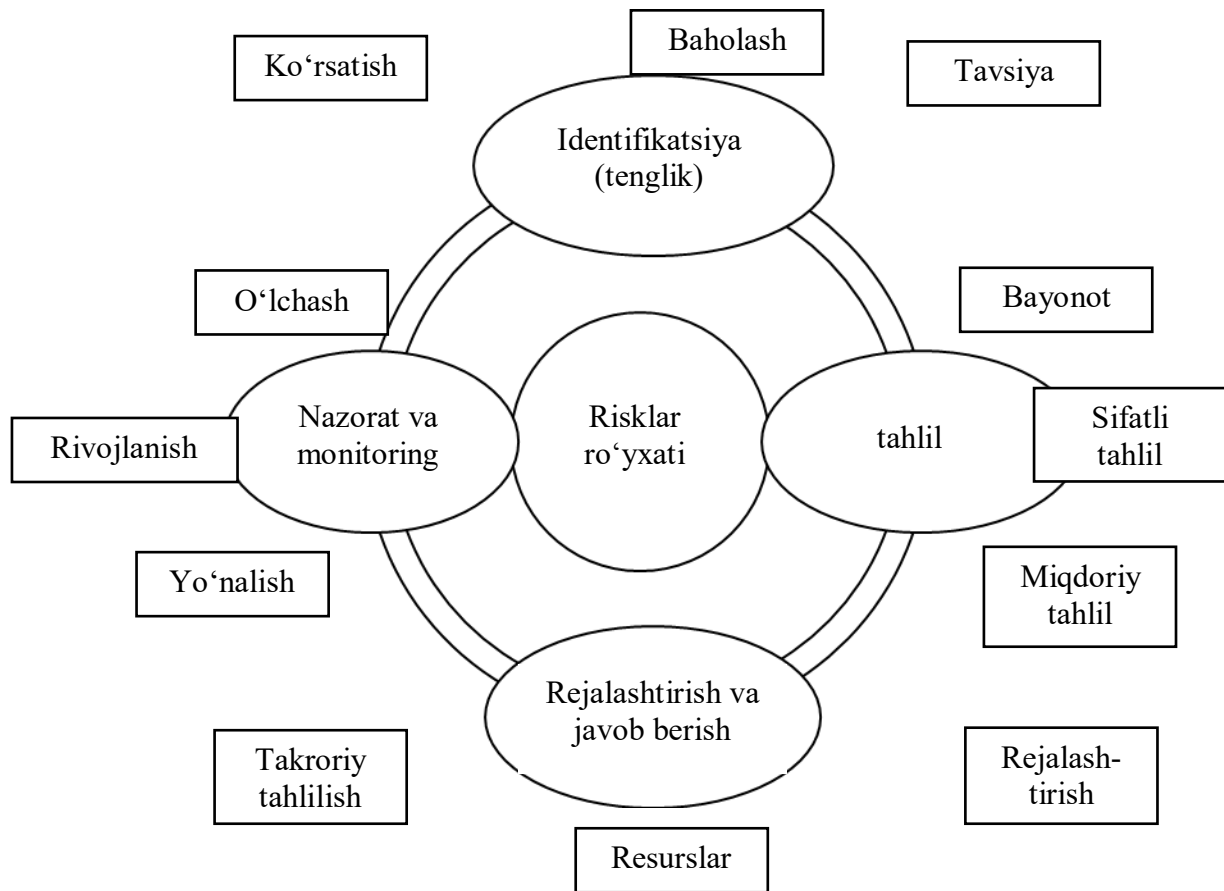 Baholash
Ko‘rsatish
Tavsiya
Identifikatsiya
(tenglik)
O‘lchash
Bayonot
Nazorat va
monitoring
Risklar
ro‘yxati
tahlil
Sifatli
tahlil
Rivojlanish
Yo‘nalish
Miqdoriy
tahlil
Rejalashtirish va
javob berish
Takroriy
tahlilish
Rejalash-
tirish
Resurslar